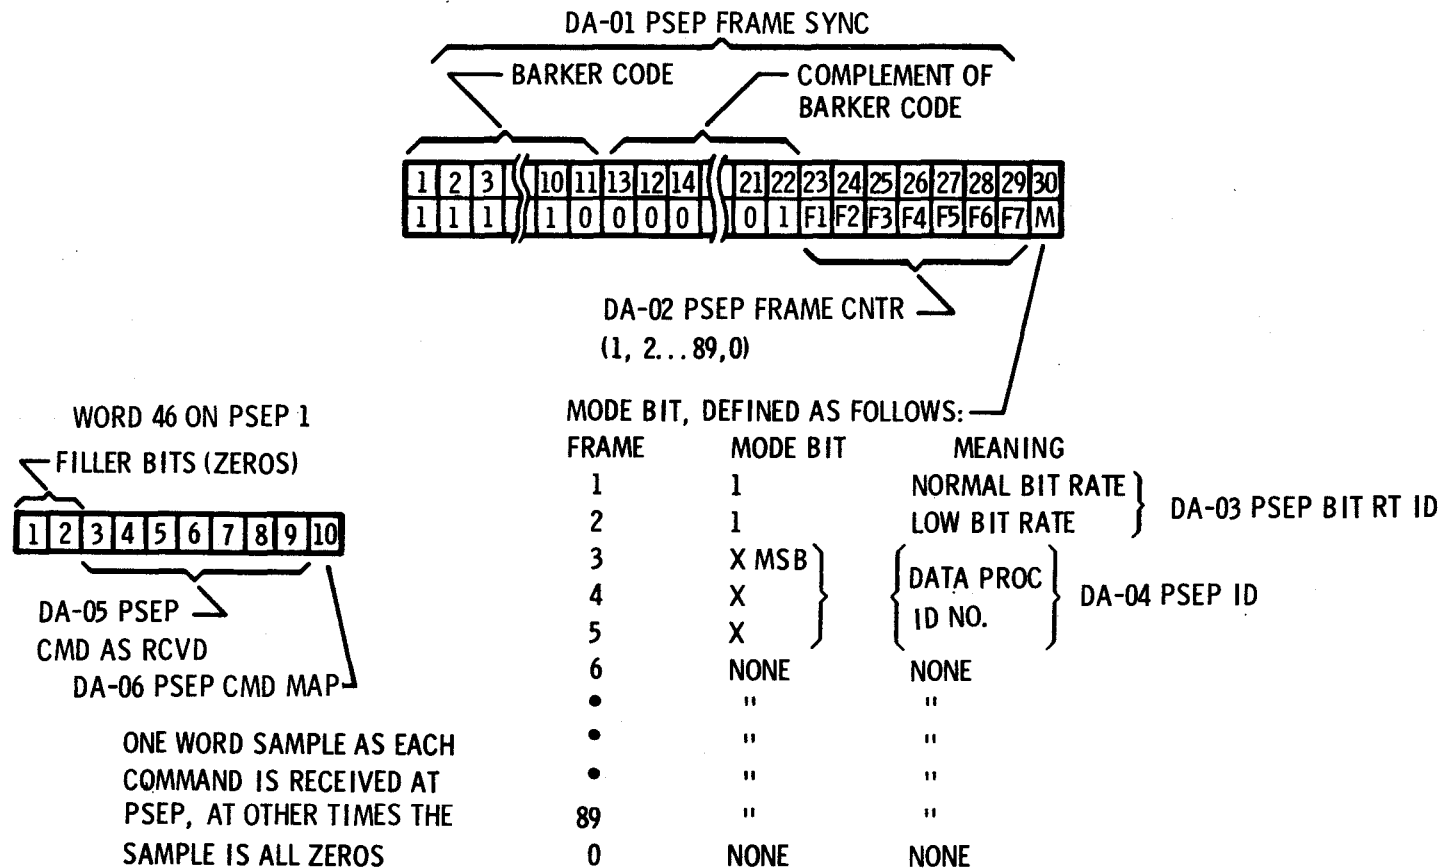 DA-01 PSEP FRAME SYNC
BARKER CODE
COMPLEMENT OF
BARKER CODE
1 2 3 10 11 13 12 14 21 22 23 24 25 26 27 28 29 30
1 1 1 1 0 0 0 0 0 1 F1 F2 F3 F4 F5 F6 F7 M
DA-02 PSEP FRAME CNTR
(1, 2...89,0)
WORD 46 ON PSEP 1
FILLER BITS (ZEROS)
1 2 3 4 5 6 7 8 9 10
DA-05 PSEP
CMD AS RCVD
DA-06 PSEP CMD MAP
ONE WORD SAMPLE AS EACH
COMMAND IS RECEIVED AT
PSEP, AT OTHER TIMES THE
SAMPLE IS ALL ZEROS
MODE BIT, DEFINED AS FOLLOWS:
FRAME MODE BIT MEANING
1 1 NORMAL BIT RATE
2 1 LOW BIT RATE
DA-03 PSEP BIT RT ID
3 X MSB
4 X
5 X
DATA PROC
ID NO.
DA-04 PSEP ID
6 NONE NONE
• " "
• " "
• " "
89 " "
0 NONE NONE